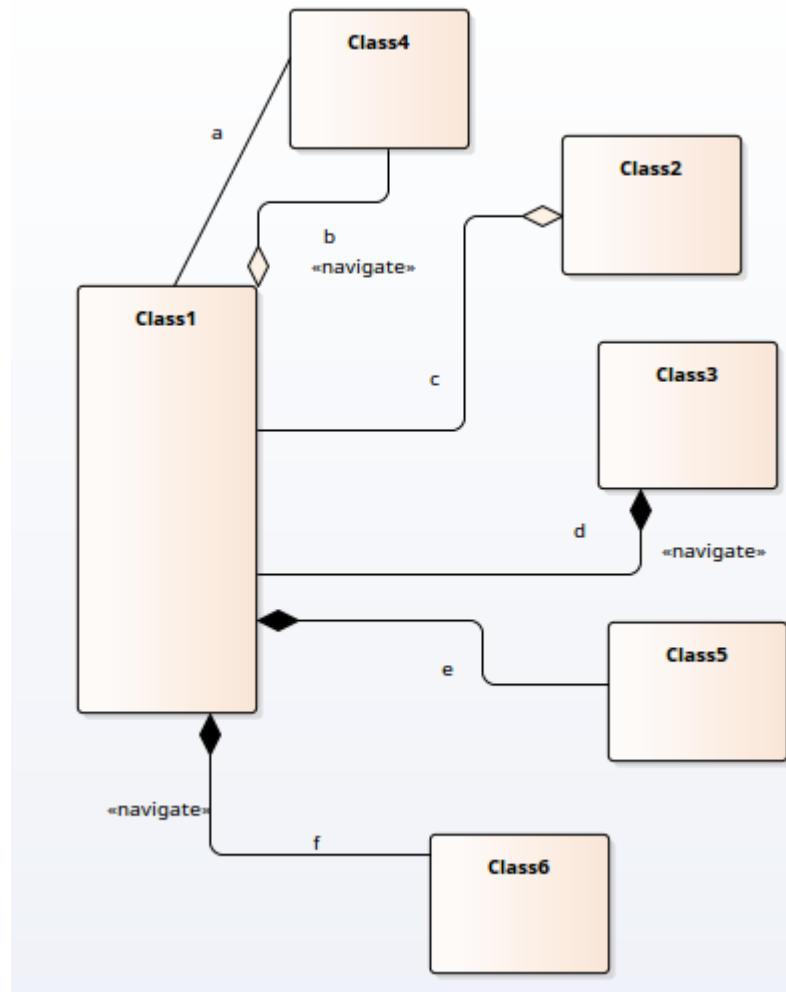 Class4
a
Class2
b
«navigate»
Class1
c
Class3
d
«navigate»
Class5
e
«navigate»
f
Class6